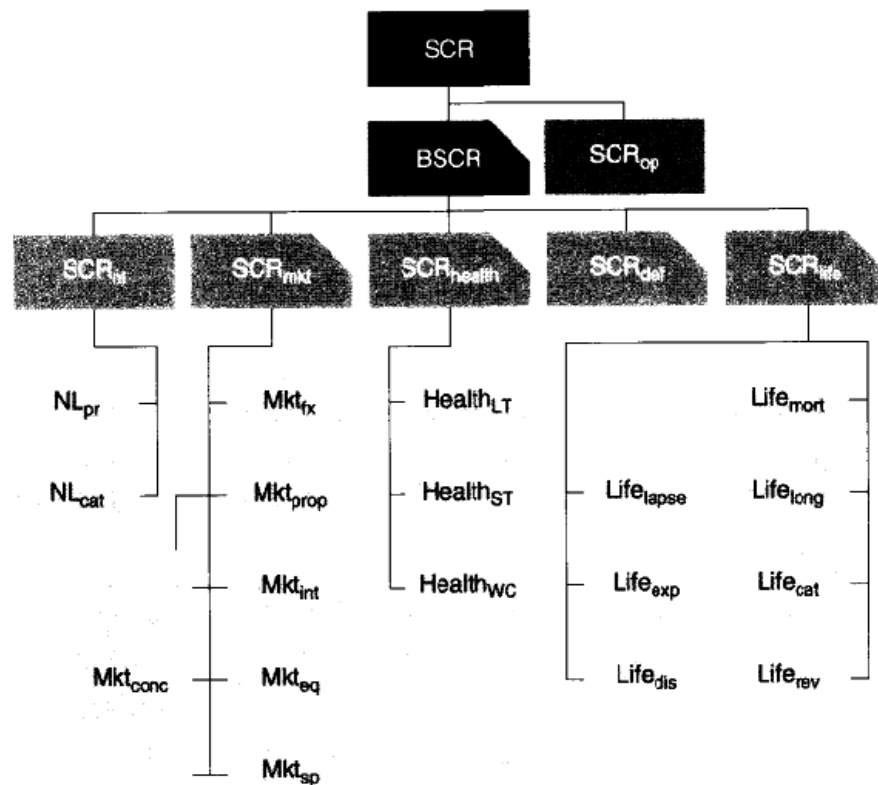 SCR
BSCR
SCR_op
SCR_nl
SCR_mkt
SCR_health
SCR_def
SCR_life
NL_pr
Mkt_fx
Health_LT
Life_mort
NL_cat
Mkt_prop
Health_ST
Life_lapse
Life_long
Mkt_int
Health_WC
Life_exp
Life_cat
Mkt_conc
Mkt_eq
Life_dis
Life_rev
Mkt_sp